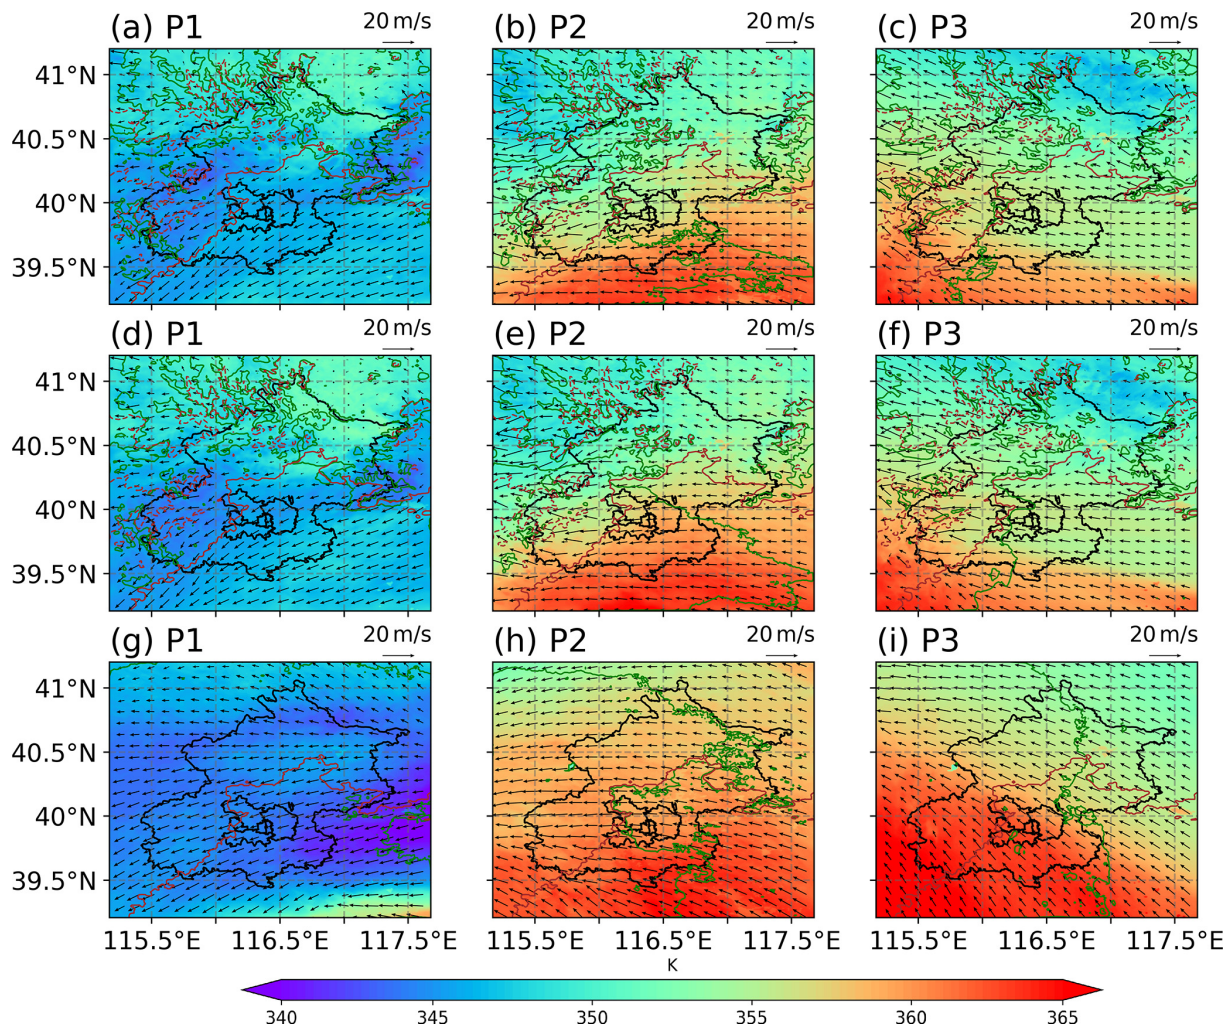 (a) P1 20 m/s (b) P2 20 m/s (c) P3 20 m/s
41°N
40.5°N
40°N
39.5°N
(d) P1 20 m/s (e) P2 20 m/s (f) P3 20 m/s
41°N
40.5°N
40°N
39.5°N
(g) P1 20 m/s (h) P2 20 m/s (i) P3 20 m/s
41°N
40.5°N
40°N
39.5°N
115.5°E 116.5°E 117.5°E 115.5°E 116.5°E 117.5°E 115.5°E 116.5°E 117.5°E
K
340 345 350 355 360 365